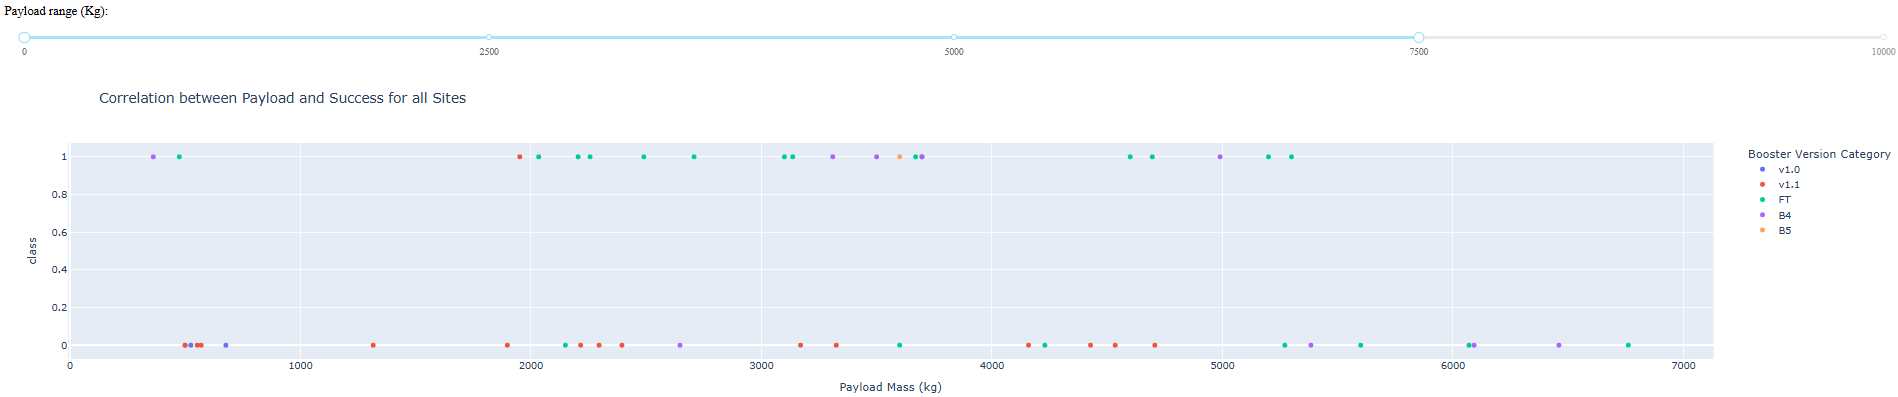 Payload range (Kg):
0 2500 5000 7500 10000
Correlation between Payload and Success for all Sites
1
0.8
0.6
0.4
0.2
0
class
0 1000 2000 3000 4000 5000 6000 7000
Payload Mass (kg)
Booster Version Category
v1.0
v1.1
FT
B4
B5